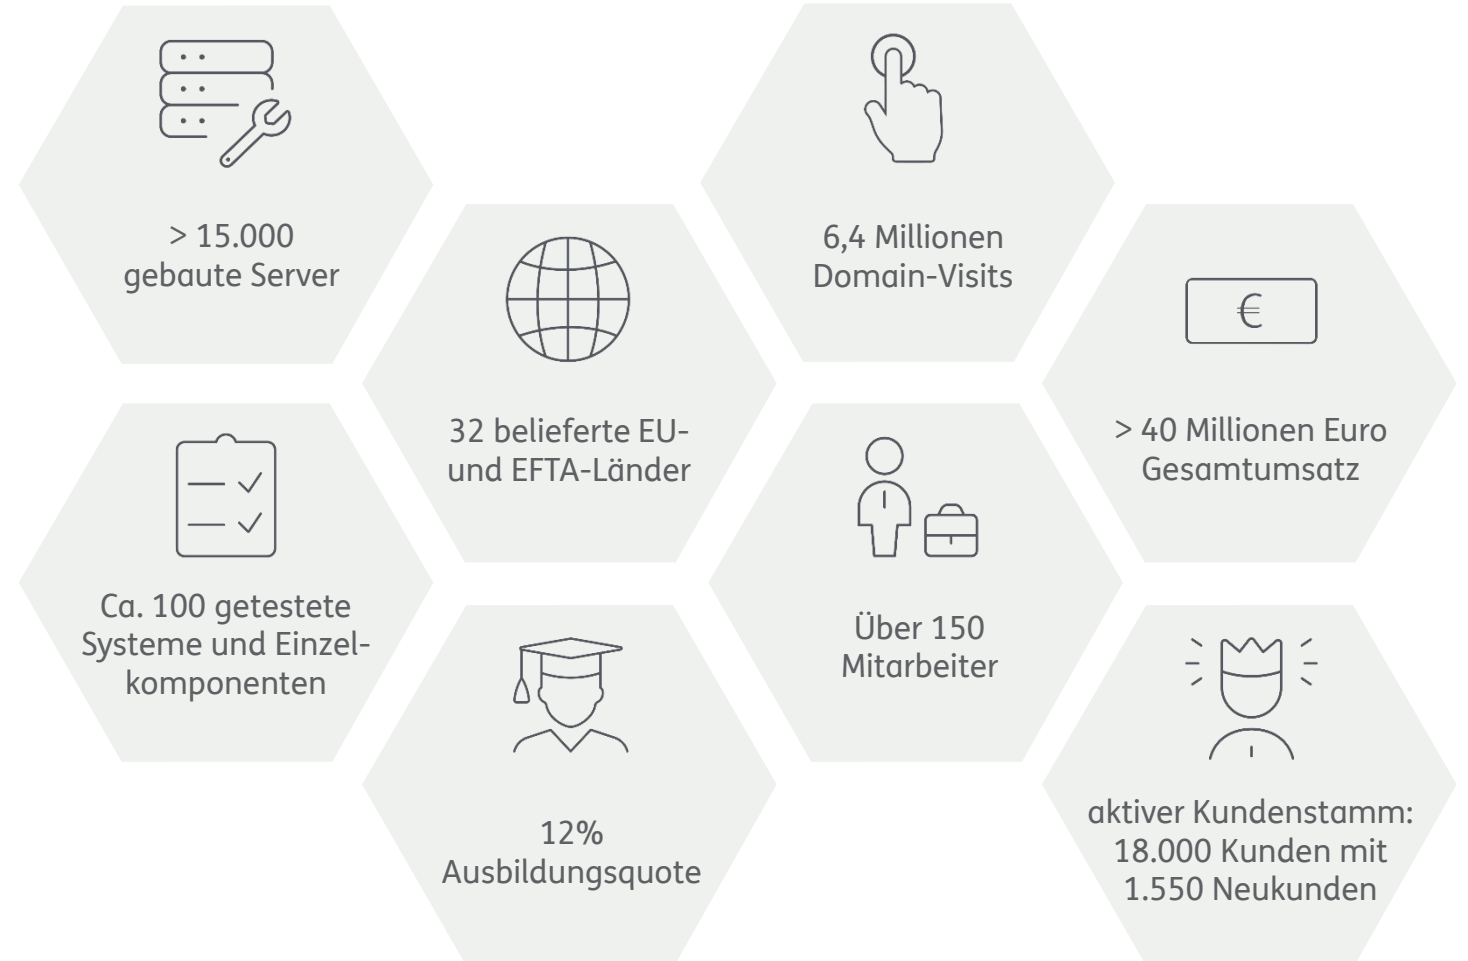 > 15.000
gebaute Server
6,4 Millionen
Domain-Visits
32 belieferte EU-
und EFTA-Länder
€
> 40 Millionen Euro
Gesamtumsatz
Ca. 100 getestete
Systeme und Einzel-
komponenten
Über 150
Mitarbeiter
12%
Ausbildungsquote
aktiver Kundenstamm:
18.000 Kunden mit
1.550 Neukunden